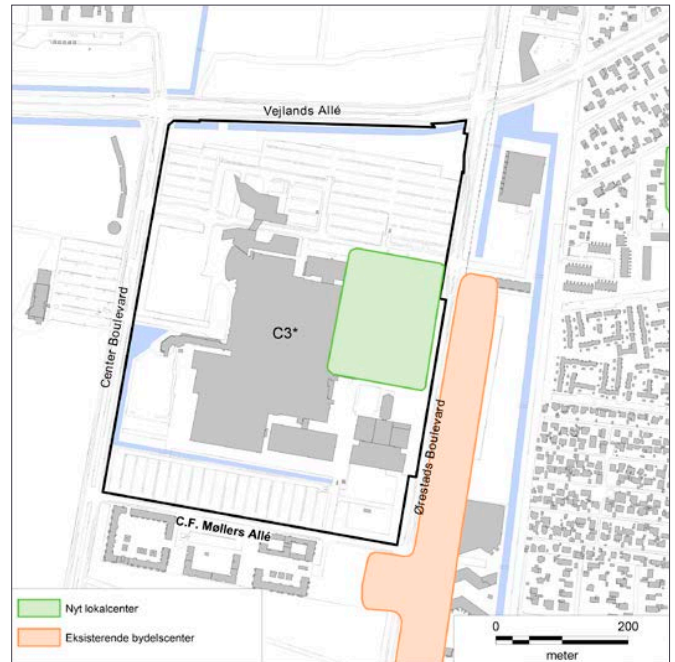 Vejlands Allé
Center Boulevard
C3*
Ørestads Boulevard
C.F. Møllers Allé
Nyt lokalcenter
Eksisterende bydelscenter
0 200
meter